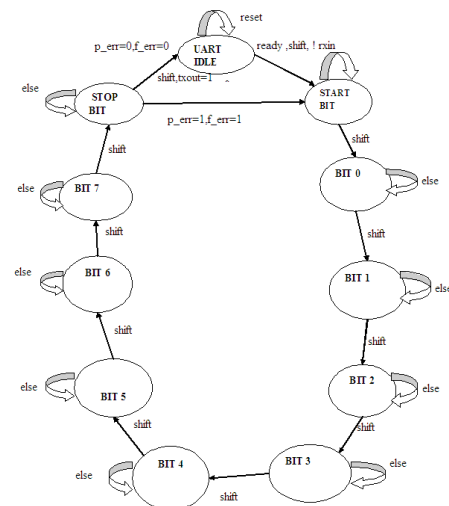 reset
p_err=0,f_err=0
UART
IDLE
ready ,shift, ! rxin
shift,txout=1
else
STOP
BIT
START
BIT
p_err=1,f_err=1
shift
shift
BIT 0
else
else
BIT 7
shift
shift
BIT 1
else
else
BIT 6
shift
shift
BIT 2
else
else
BIT 5
shift
shift
BIT 3
else
else
BIT 4
shift